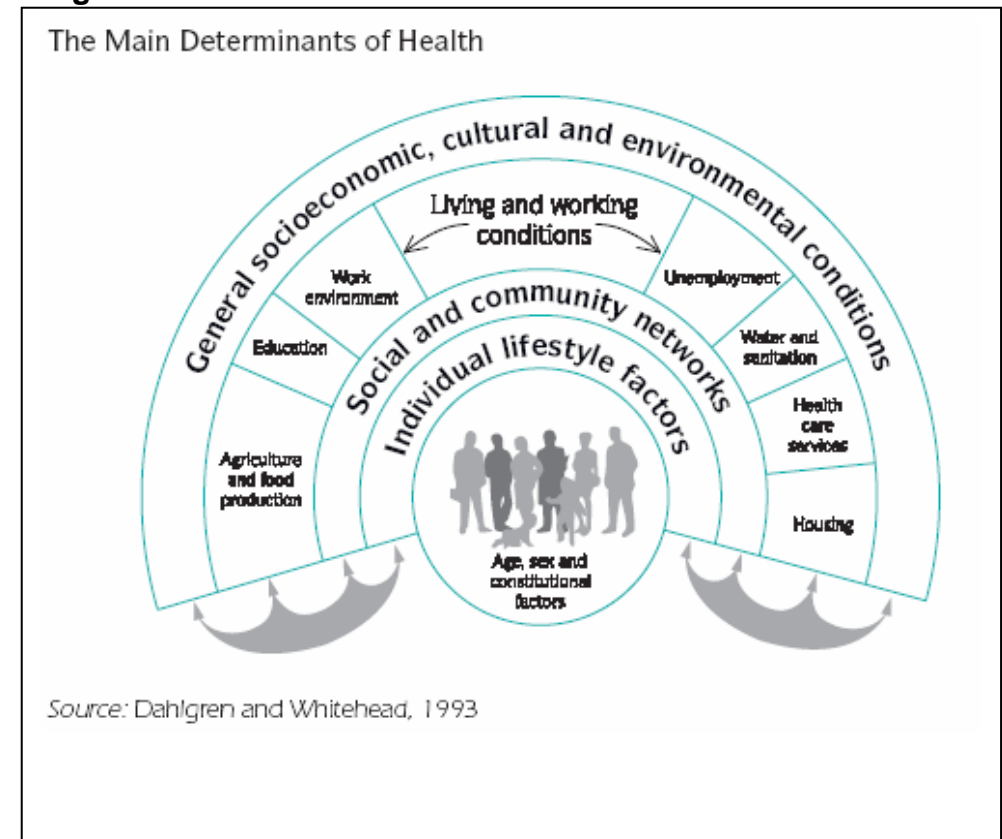 The Main Determinants of Health
General socioeconomic, cultural and environmental conditions
Living and working
conditions
Work
environment
Unemployment
Education
Water and
sanitation
Social and community networks
Individual lifestyle factors
Agriculture
and food
production
Health
care
services
Housing
Age, sex and
constitutional
factors
Source: Dahlgren and Whitehead, 1993